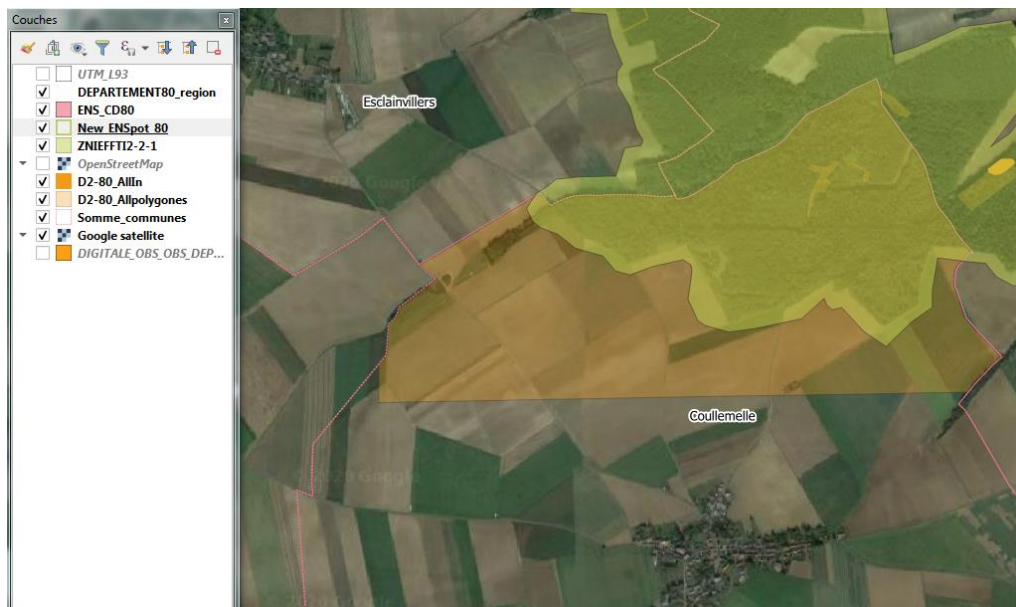 Couches
UTM_L93
DEPARTEMENT80_region
ENS_CD80
New_ENSpot_80
ZNIEFFTI2-2-1
OpenStreetMap
D2-80_AllIn
D2-80_Allpolygones
Somme_communes
Google satellite
DIGITALE_OBS_OBS_DEP...
Esclainvillers
Coullemelle